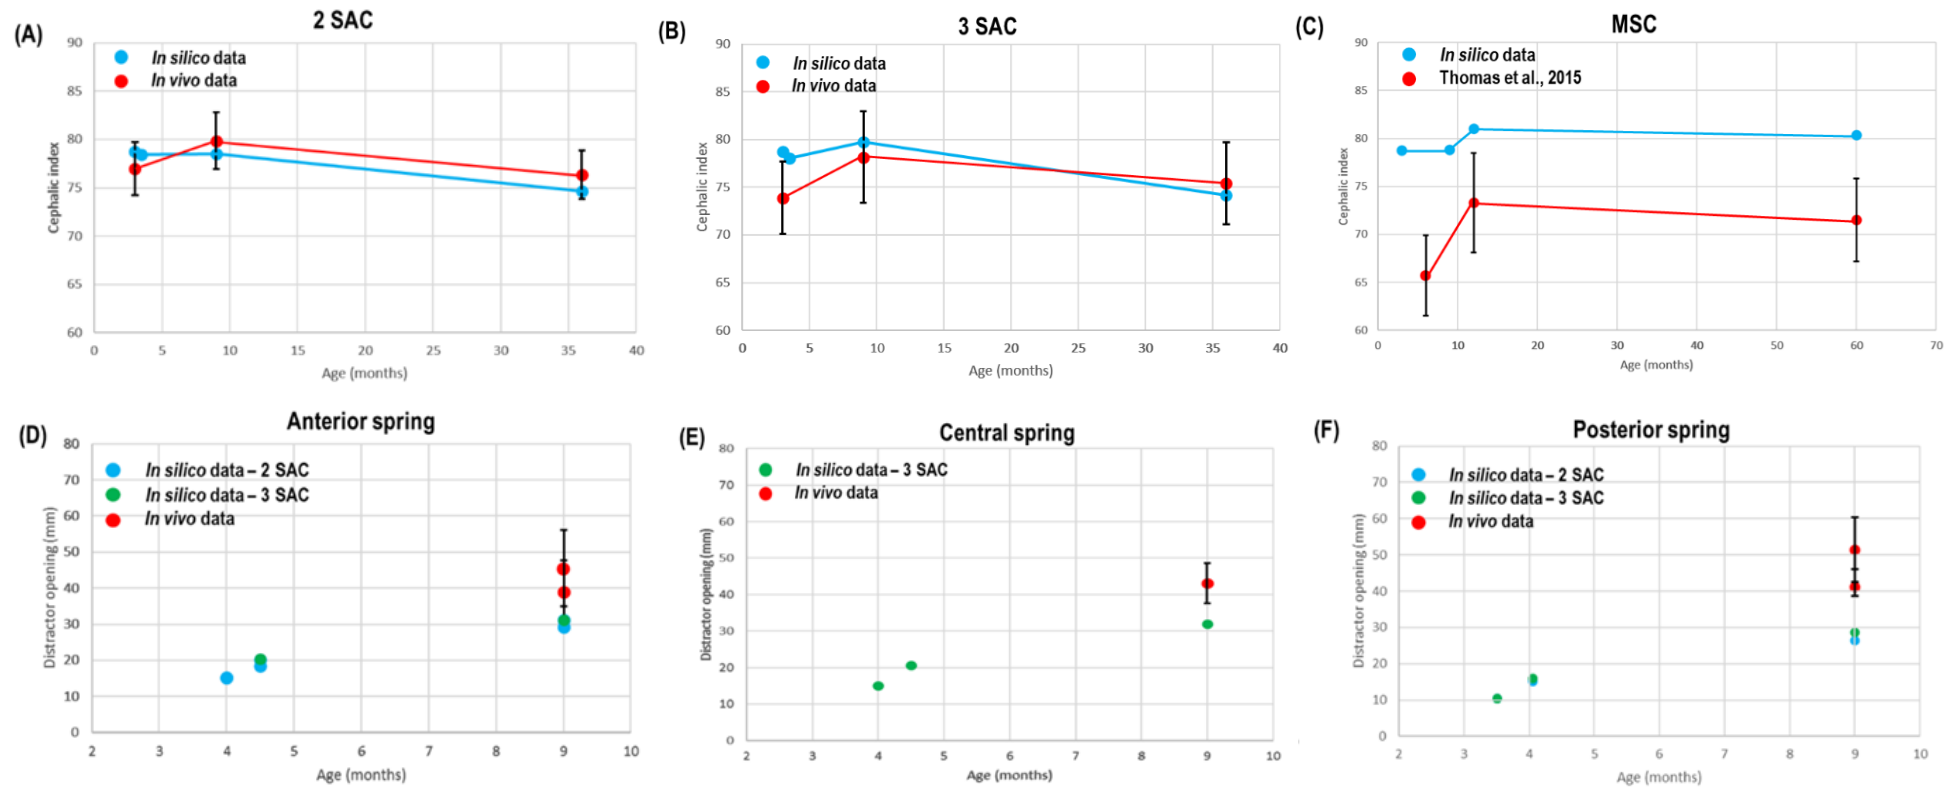 (A)
2 SAC
In silico data
In vivo data
90
85
80
75
70
65
60
Cephalic index
0 5 10 15 20 25 30 35 40
Age (months)
(B)
3 SAC
In silico data
In vivo data
90
85
80
75
70
65
60
Cephalic index
0 5 10 15 20 25 30 35 40
Age (months)
(C)
MSC
In silico data
Thomas et al., 2015
90
85
80
75
70
65
60
Cephalic index
0 10 20 30 40 50 60 70
Age (months)
(D)
Anterior spring
In silico data – 2 SAC
In silico data – 3 SAC
In vivo data
80
70
60
50
40
30
20
10
0
Distractor opening (mm)
2 3 4 5 6 7 8 9 10
Age (months)
(E)
Central spring
In silico data – 3 SAC
In vivo data
80
70
60
50
40
30
20
10
0
Distractor opening (mm)
2 3 4 5 6 7 8 9 10
Age (months)
(F)
Posterior spring
In silico data – 2 SAC
In silico data – 3 SAC
In vivo data
80
70
60
50
40
30
20
10
0
Distractor opening (mm)
2 3 4 5 6 7 8 9 10
Age (months)